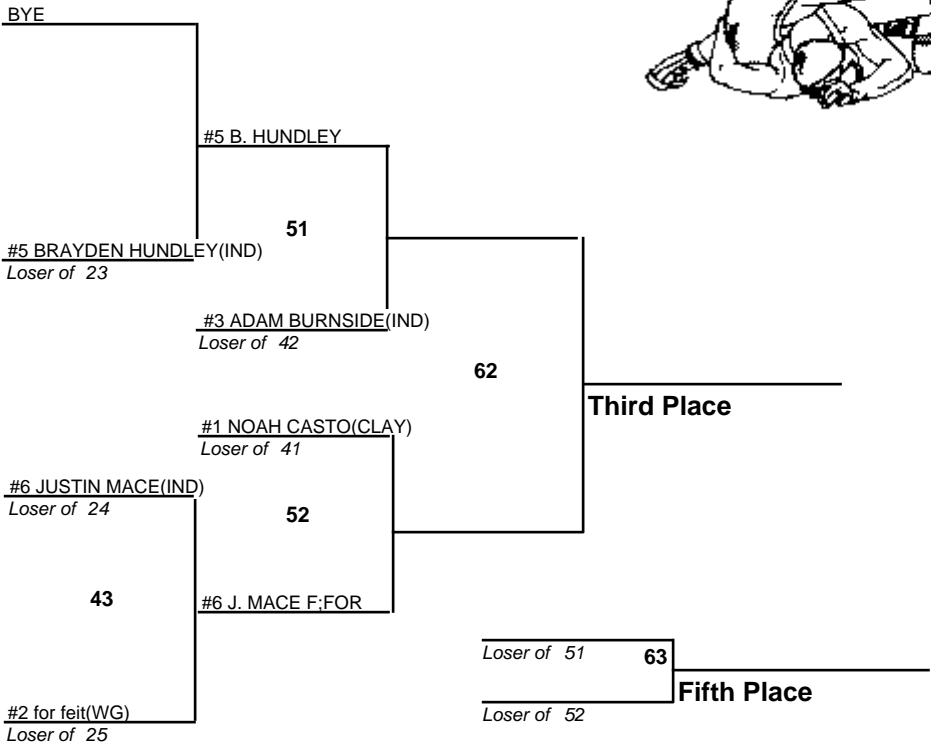 BYE
#5 B. HUNDLEY
51
#5 BRAYDEN HUNDLEY(IND)
Loser of 23
#3 ADAM BURNSIDE(IND)
Loser of 42
62
Third Place
#1 NOAH CASTO(CLAY)
Loser of 41
#6 JUSTIN MACE(IND)
Loser of 24
52
43
#6 J. MACE F;FOR
Loser of 51
63
Fifth Place
#2 for feit(WG)
Loser of 25
Loser of 52